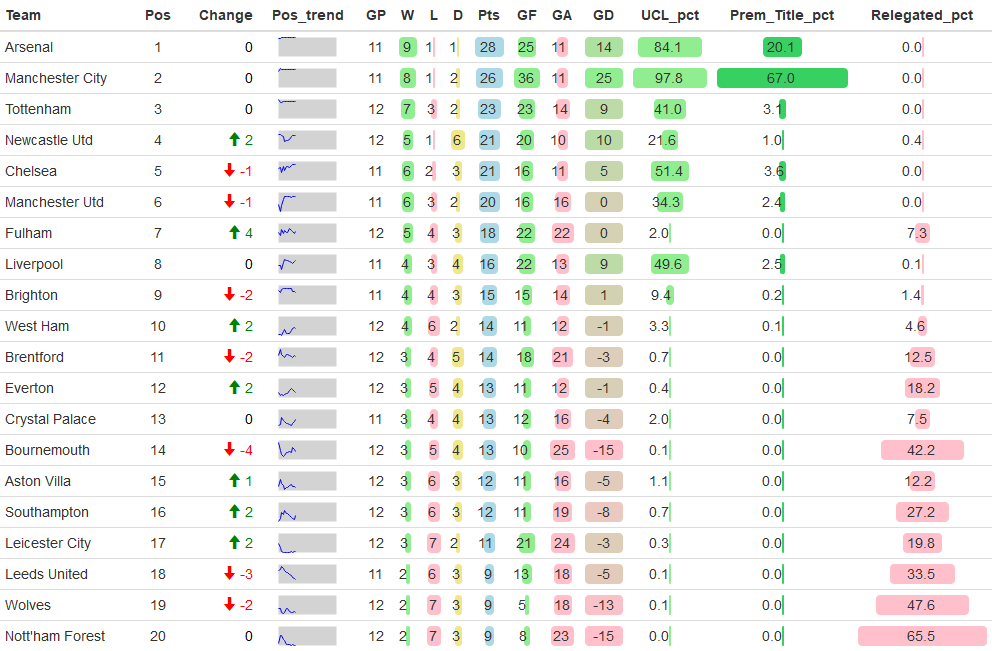 Team Pos Change Pos_trend GP W L D Pts GF GA GD UCL_pct Prem_Title_pct Relegated_pct
Arsenal 1 0 11 9 1 1 28 25 11 14 84.1 20.1 0.0
Manchester City 2 0 11 8 1 2 26 36 11 25 97.8 67.0 0.0
Tottenham 3 0 12 7 3 2 23 23 14 9 41.0 3.1 0.0
Newcastle Utd 4 2 12 5 1 6 21 20 10 10 21.6 1.0 0.4
Chelsea 5 -1 11 6 2 3 21 16 11 5 51.4 3.6 0.0
Manchester Utd 6 -1 11 6 3 2 20 16 16 0 34.3 2.4 0.0
Fulham 7 4 12 5 4 3 18 22 22 0 2.0 0.0 7.3
Liverpool 8 0 11 4 3 4 16 22 13 9 49.6 2.5 0.1
Brighton 9 -2 11 4 4 3 15 15 14 1 9.4 0.2 1.4
West Ham 10 2 12 4 6 2 14 11 12 -1 3.3 0.1 4.6
Brentford 11 -2 12 3 4 5 14 18 21 -3 0.7 0.0 12.5
Everton 12 2 12 3 5 4 13 11 12 -1 0.4 0.0 18.2
Crystal Palace 13 0 11 3 4 4 13 12 16 -4 2.0 0.0 7.5
Bournemouth 14 -4 12 3 5 4 13 10 25 -15 0.1 0.0 42.2
Aston Villa 15 1 12 3 6 3 12 11 16 -5 1.1 0.0 12.2
Southampton 16 2 12 3 6 3 12 11 19 -8 0.7 0.0 27.2
Leicester City 17 2 12 3 7 2 11 21 24 -3 0.3 0.0 19.8
Leeds United 18 -3 11 2 6 3 9 13 18 -5 0.1 0.0 33.5
Wolves 19 -2 12 2 7 3 9 5 18 -13 0.1 0.0 47.6
Nott'ham Forest 20 0 12 2 7 3 9 8 23 -15 0.0 0.0 65.5